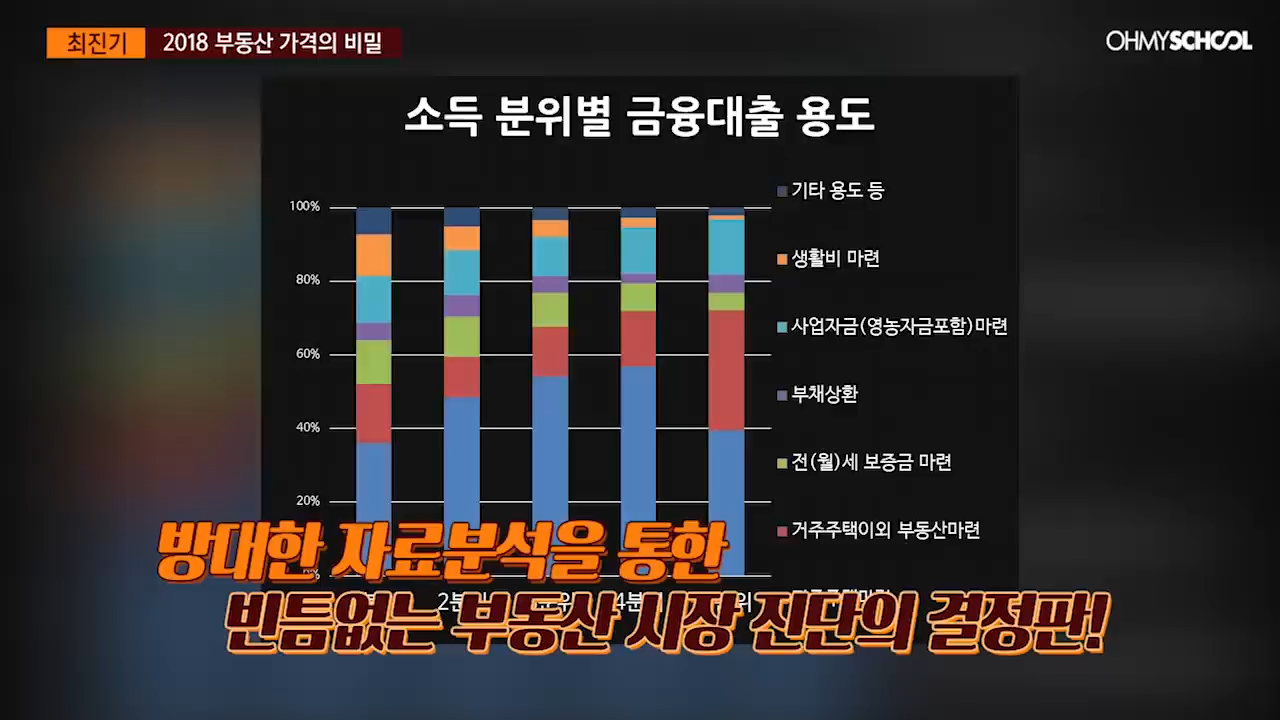 최진기
2018 부동산 가격의 비밀
OHMYSCHOOL
소득 분위별 금융대출 용도
기타 용도 등
100%
생활비 마련
80%
사업자금(영농자금포함)마련
60%
부채상환
40%
전(월)세 보증금 마련
20%
거주주택이외 부동산마련
방대한 자료분석을 통한
빈틈없는 부동산 시장 진단의 결정판!